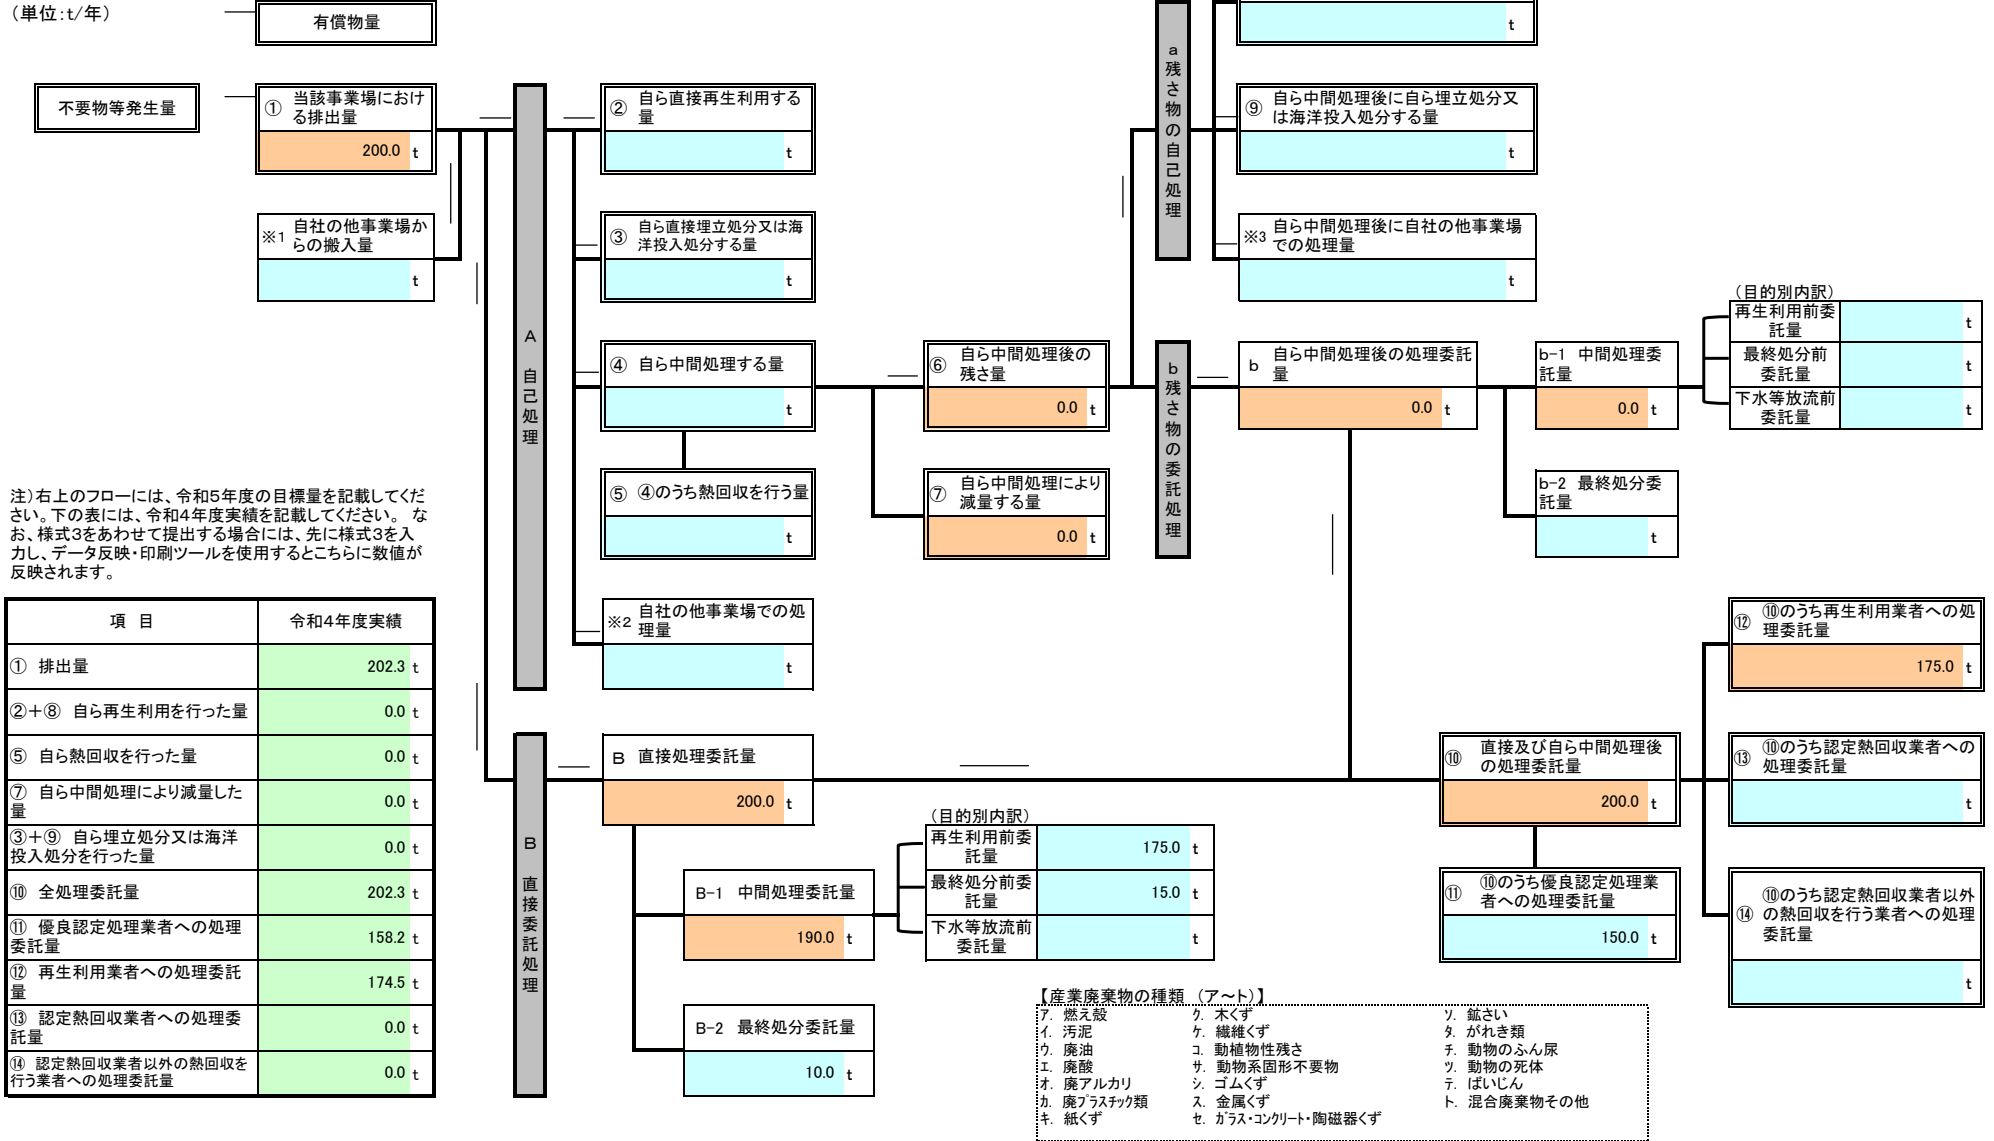 （単位：t/年）
有償物量
t
不要物等発生量
① 当該事業場におけ
る排出量
200.0 t
※1 自社の他事業場か
らの搬入量
t
A 自己処理
② 自ら直接再生利用する
量
t
③ 自ら直接埋立処分又は海
洋投入処分する量
t
④ 自ら中間処理する量
t
⑤ ④のうち熱回収を行う量
t
※2 自社の他事業場での処
理量
t
⑥ 自ら中間処理後の
残さ量
0.0 t
⑦ 自ら中間処理により
減量する量
0.0 t
a 残さ物の自己処理
⑨ 自ら中間処理後に自ら埋立処分又
は海洋投入処分する量
t
※3 自ら中間処理後に自社の他事業場
での処理量
t
b 残さ物の委託処理
b 自ら中間処理後の処理委託
量
0.0 t
b-1 中間処理委
託量
0.0 t
b-2 最終処分委
託量
t
（目的別内訳）
再生利用前委
託量
t
最終処分前
委託量
t
下水等放流前
委託量
t
注）右上のフローには、令和５年度の目標量を記載してくだ
さい。下の表には、令和４年度実績を記載してください。 な
お、様式３をあわせて提出する場合には、先に様式３を入
力し、データ反映・印刷ツールを使用するとこちらに数値が
反映されます。
項 目 令和４年度実績
① 排出量 202.3 t
②＋⑧ 自ら再生利用を行った量 0.0 t
⑤ 自ら熱回収を行った量 0.0 t
⑦ 自ら中間処理により減量した
量 0.0 t
③＋⑨ 自ら埋立処分又は海洋
投入処分を行った量 0.0 t
⑩ 全処理委託量 202.3 t
⑪ 優良認定処理業者への処理
委託量 158.2 t
⑫ 再生利用業者への処理委託
量 174.5 t
⑬ 認定熱回収業者への処理委
託量 0.0 t
⑭ 認定熱回収業者以外の熱回収を
行う業者への処理委託量 0.0 t
B 直接委託処理
B 直接処理委託量
200.0 t
B-1 中間処理委託量
190.0 t
B-2 最終処分委託量
10.0 t
（目的別内訳）
再生利用前委
託量
175.0 t
最終処分前委
託量
15.0 t
下水等放流前
委託量
t
⑩ 直接及び自ら中間処理後
の処理委託量
200.0 t
⑪ ⑩のうち優良認定処理業
者への処理委託量
150.0 t
⑫ ⑩のうち再生利用業者への処
理委託量
175.0 t
⑬ ⑩のうち認定熱回収業者への
処理委託量
t
⑭ ⑩のうち認定熱回収業者以外
の熱回収を行う業者への処理
委託量
t
【産業廃棄物の種類 （ア～ト）】
ア. 燃え殻
イ. 汚泥
ウ. 廃油
エ. 廃酸
オ. 廃アルカリ
カ. 廃プラスチック類
キ. 紙くず
ク. 木くず
ケ. 繊維くず
コ. 動植物性残さ
サ. 動物系固形不要物
シ. ゴムくず
ス. 金属くず
セ. ガラス・コンクリート・陶磁器くず
ソ. 鉱さい
タ. がれき類
チ. 動物のふん尿
ツ. 動物の死体
テ. ばいじん
ト. 混合廃棄物その他